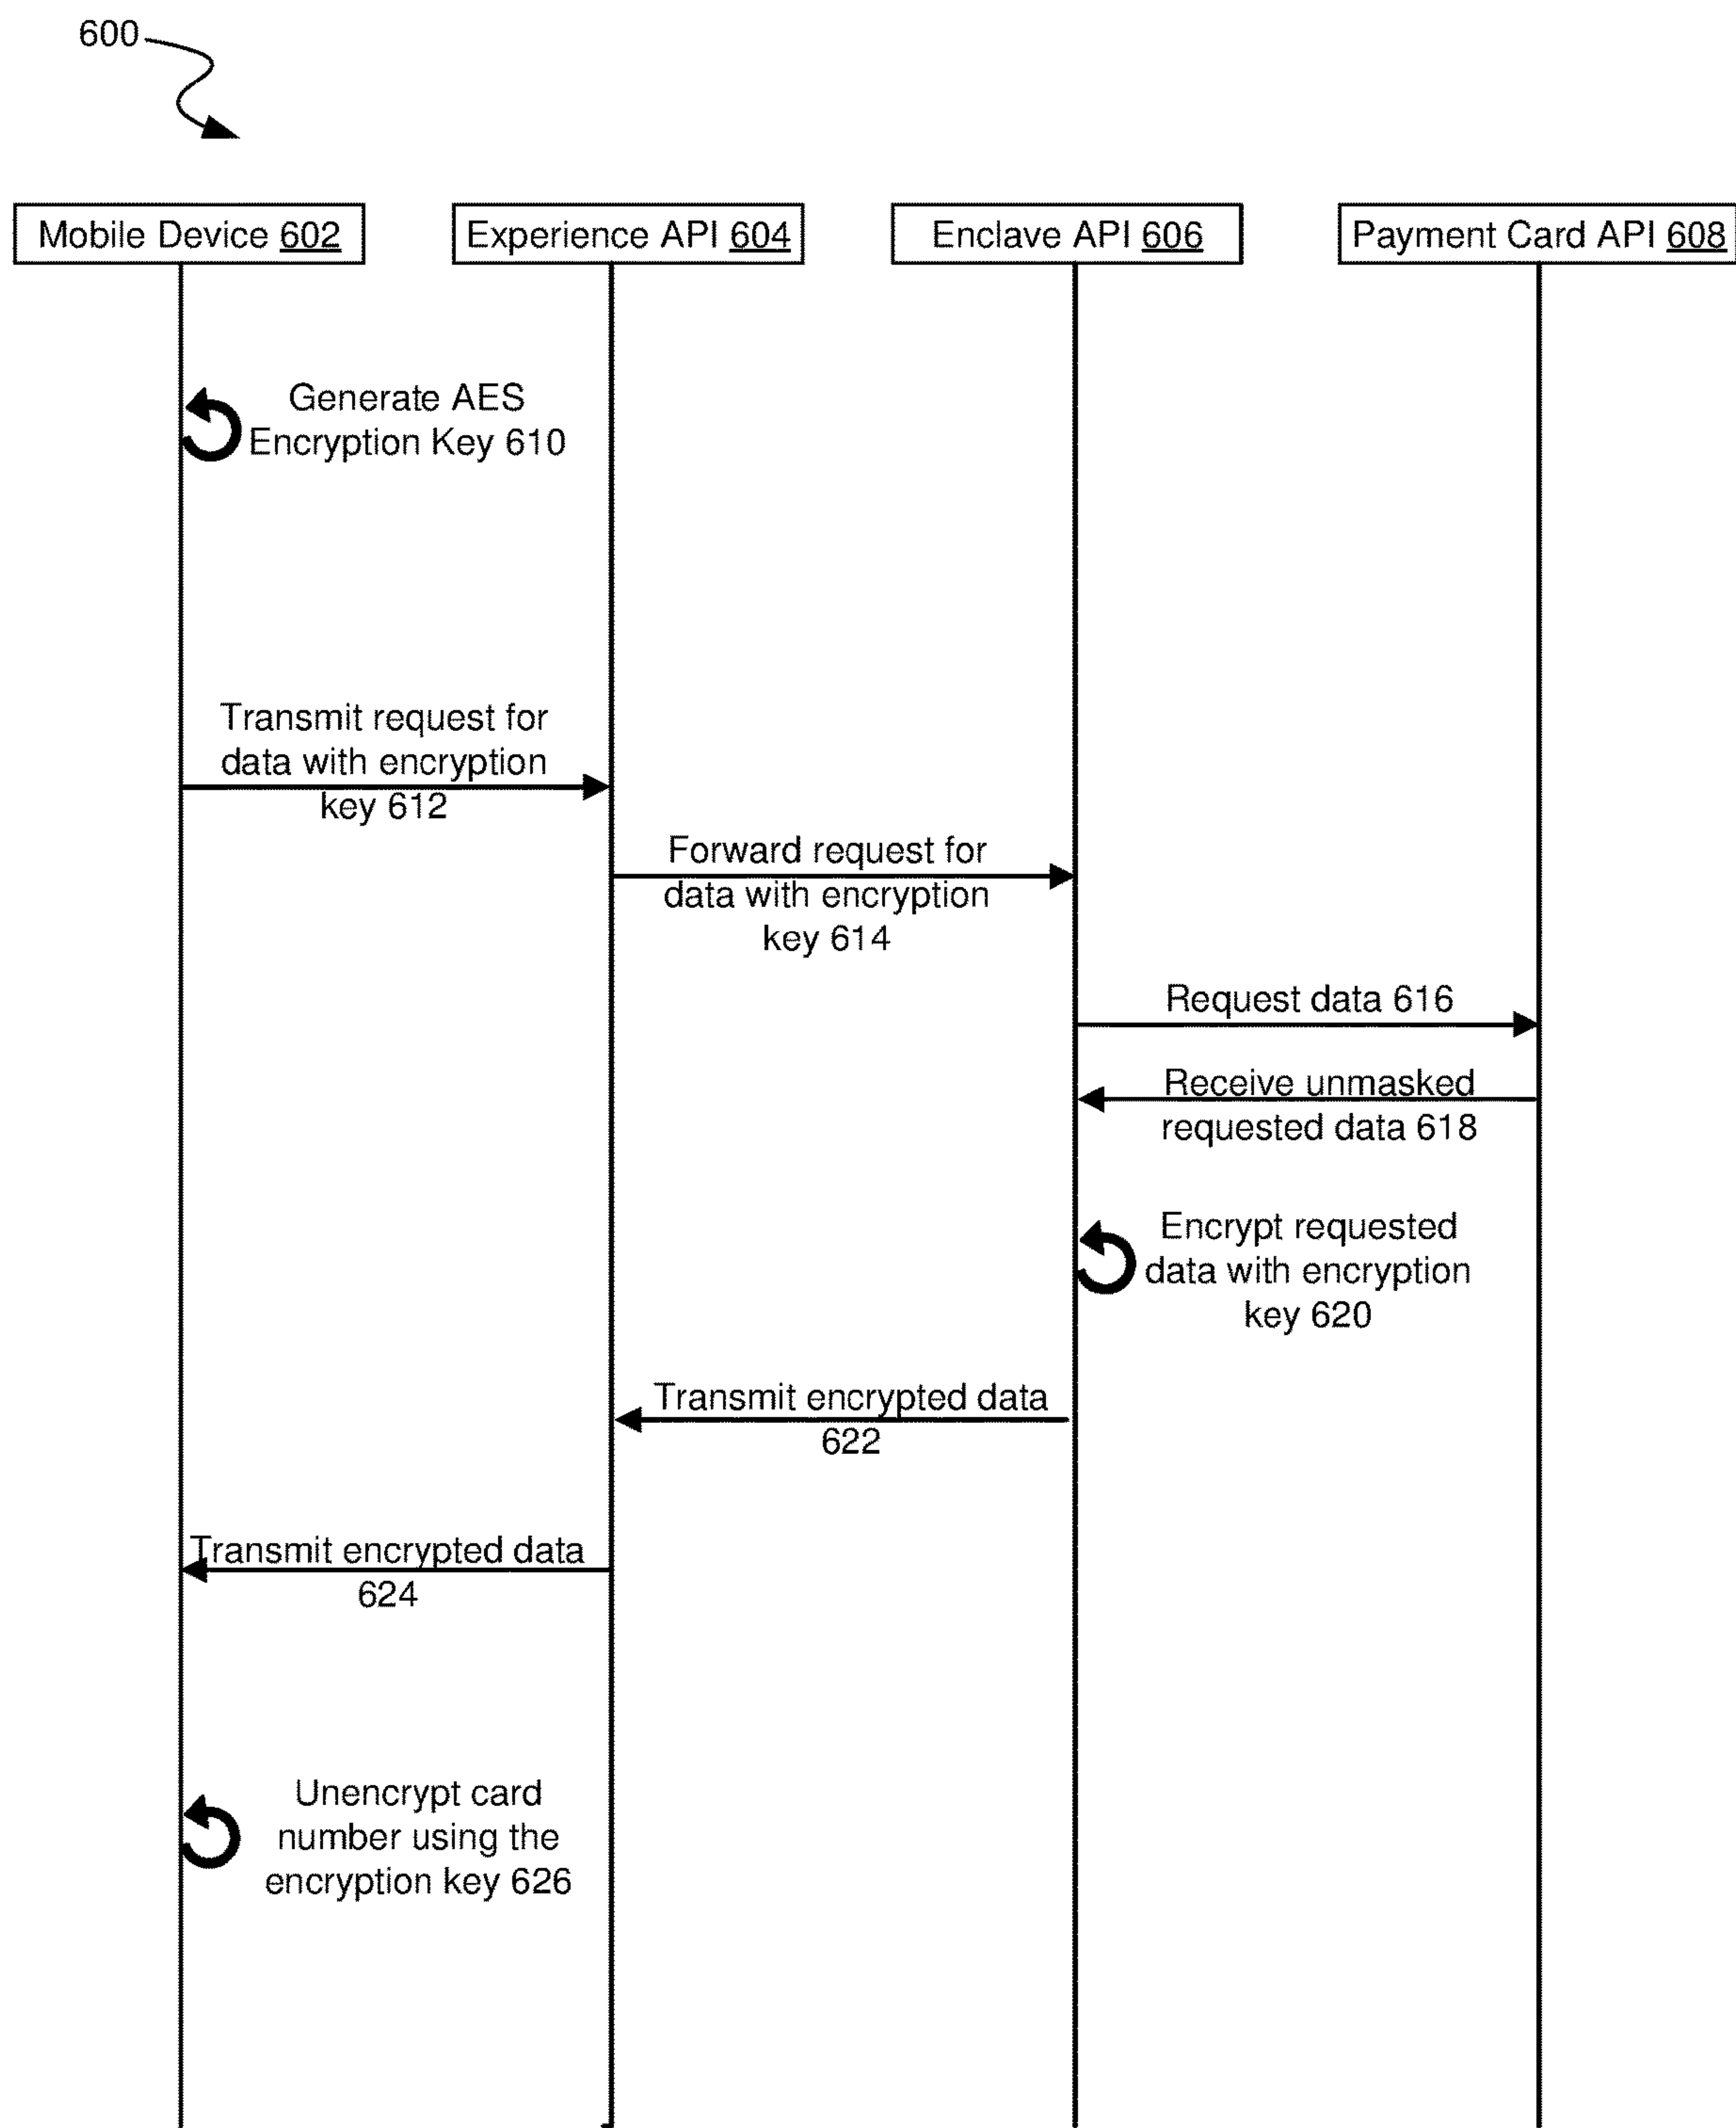 600
Mobile Device 602
Experience API 604
Enclave API 606
Payment Card API 608
Generate AES
Encryption Key 610
Transmit request for
data with encryption
key 612
Forward request for
data with encryption
key 614
Request data 616
Receive unmasked
requested data 618
Encrypt requested
data with encryption
key 620
Transmit encrypted data
622
Transmit encrypted data
624
Unencrypt card
number using the
encryption key 626